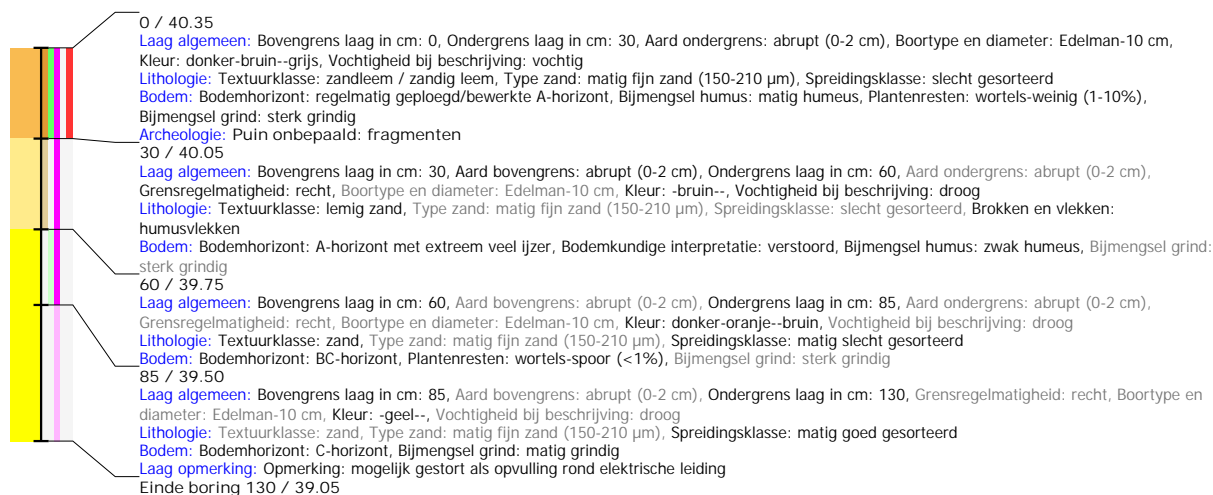 0 / 40.35
Laag algemeen: Bovengrens laag in cm: 0, Ondergrens laag in cm: 30, Aard ondergrens: abrupt (0-2 cm), Boortype en diameter: Edelman-10 cm,
Kleur: donker-bruin--grijs, Vochtigheid bij beschrijving: vochtig
Lithologie: Textuurklasse: zandleem / zandig leem, Type zand: matig fijn zand (150-210 µm), Spreidingsklasse: slecht gesorteerd
Bodem: Bodemhorizont: regelmatig geploegd/bewerkte A-horizont, Bijmengsel humus: matig humeus, Plantenresten: wortels-weinig (1-10%),
Bijmengsel grind: sterk grindig
Archeologie: Puin onbepaald: fragmenten
30 / 40.05
Laag algemeen: Bovengrens laag in cm: 30, Aard bovengrens: abrupt (0-2 cm), Ondergrens laag in cm: 60, Aard ondergrens: abrupt (0-2 cm),
Grensregelmatigheid: recht, Boortype en diameter: Edelman-10 cm, Kleur: -bruin--, Vochtigheid bij beschrijving: droog
Lithologie: Textuurklasse: lemig zand, Type zand: matig fijn zand (150-210 µm), Spreidingsklasse: slecht gesorteerd, Brokken en vlekken:
humusvlekken
Bodem: Bodemhorizont: A-horizont met extreem veel ijzer, Bodemkundige interpretatie: verstoord, Bijmengsel humus: zwak humeus, Bijmengsel grind:
sterk grindig
60 / 39.75
Laag algemeen: Bovengrens laag in cm: 60, Aard bovengrens: abrupt (0-2 cm), Ondergrens laag in cm: 85, Aard ondergrens: abrupt (0-2 cm),
Grensregelmatigheid: recht, Boortype en diameter: Edelman-10 cm, Kleur: donker-oranje--bruin, Vochtigheid bij beschrijving: droog
Lithologie: Textuurklasse: zand, Type zand: matig fijn zand (150-210 µm), Spreidingsklasse: matig slecht gesorteerd
Bodem: Bodemhorizont: BC-horizont, Plantenresten: wortels-spoor (<1%), Bijmengsel grind: sterk grindig
85 / 39.50
Laag algemeen: Bovengrens laag in cm: 85, Aard bovengrens: abrupt (0-2 cm), Ondergrens laag in cm: 130, Grensregelmatigheid: recht, Boortype en
diameter: Edelman-10 cm, Kleur: -geel--, Vochtigheid bij beschrijving: droog
Lithologie: Textuurklasse: zand, Type zand: matig fijn zand (150-210 µm), Spreidingsklasse: matig goed gesorteerd
Bodem: Bodemhorizont: C-horizont, Bijmengsel grind: matig grindig
Laag opmerking: Opmerking: mogelijk gestort als opvulling rond elektrische leiding
Einde boring 130 / 39.05